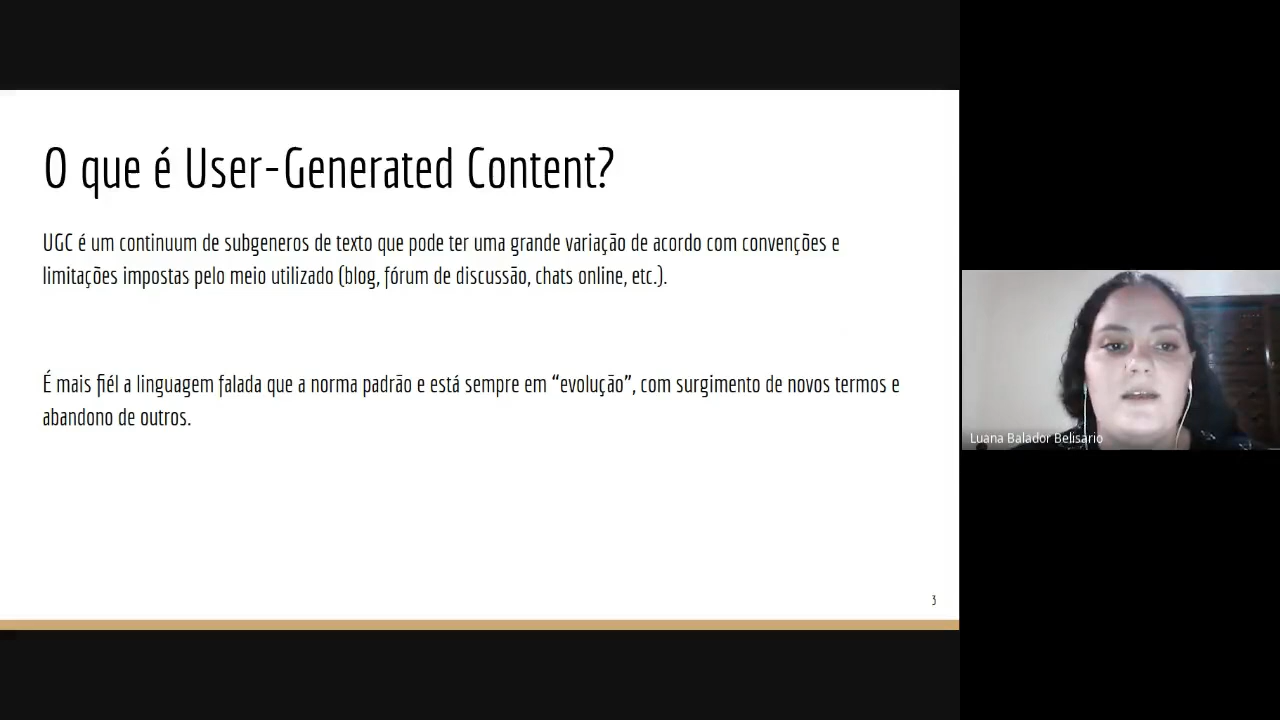 O que é User-Generated Content?
UGC é um continuum de subgeneros de texto que pode ter uma grande variação de acordo com convenções e
limitações impostas pelo meio utilizado (blog, fórum de discussão, chats online, etc.).
É mais fiél a linguagem falada que a norma padrão e está sempre em “evolução”, com surgimento de novos termos e
abandono de outros.
3
Luana Balador Belisario